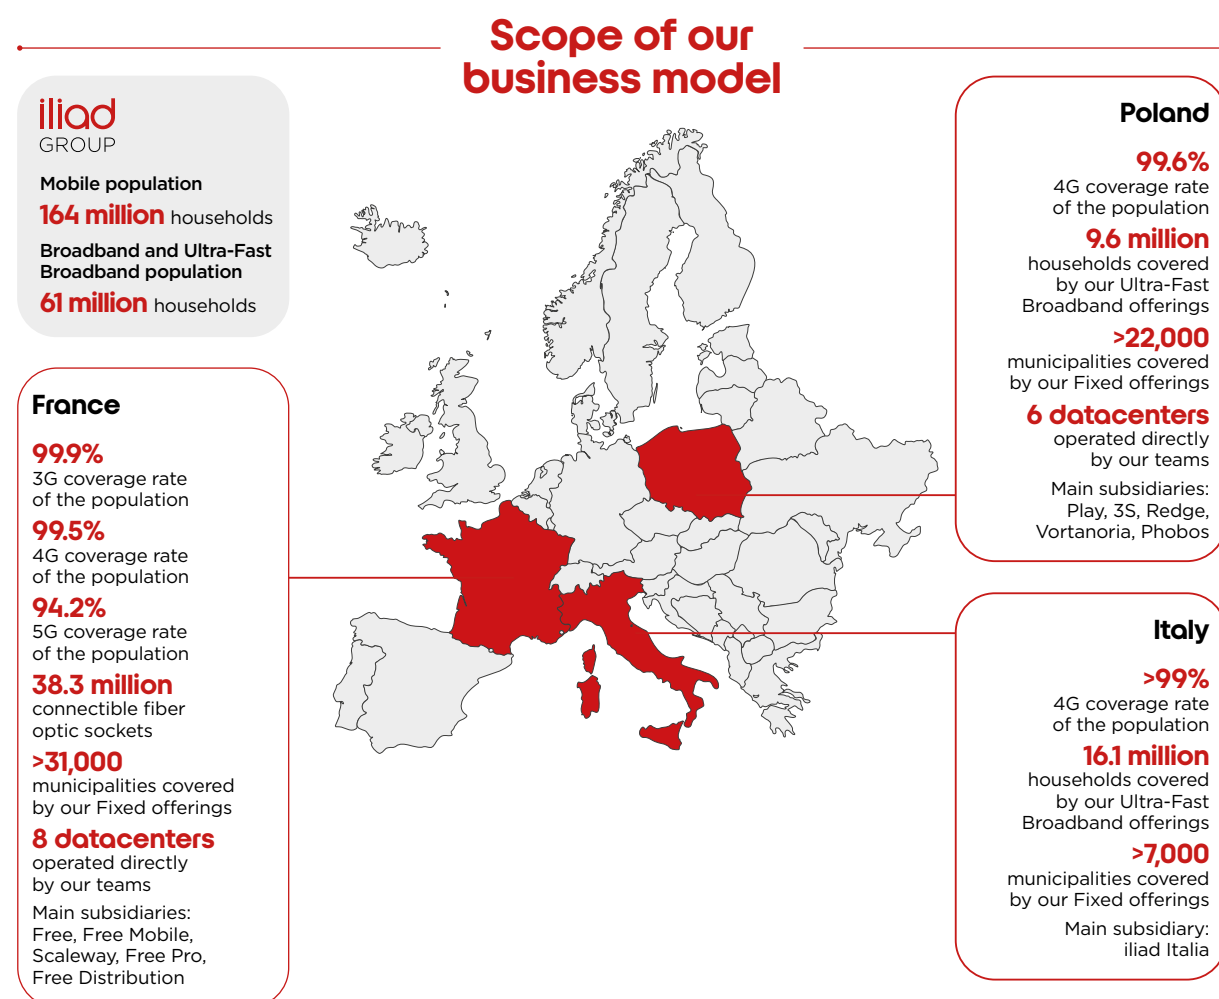 Scope of our
business model
iliad
GROUP
Mobile population
164 million households
Broadband and Ultra-Fast
Broadband population
61 million households
France
99.9%
3G coverage rate
of the population
99.5%
4G coverage rate
of the population
94.2%
5G coverage rate
of the population
38.3 million
connectible fiber
optic sockets
>31,000
municipalities covered
by our Fixed offerings
8 datacenters
operated directly
by our teams
Main subsidiaries:
Free, Free Mobile,
Scaleway, Free Pro,
Free Distribution
Poland
99.6%
4G coverage rate
of the population
9.6 million
households covered
by our Ultra-Fast
Broadband offerings
>22,000
municipalities covered
by our Fixed offerings
6 datacenters
operated directly
by our teams
Main subsidiaries:
Play, 3S, Redge,
Vortanoria, Phobos
Italy
>99%
4G coverage rate
of the population
16.1 million
households covered
by our Ultra-Fast
Broadband offerings
>7,000
municipalities covered
by our Fixed offerings
Main subsidiary:
iliad Italia